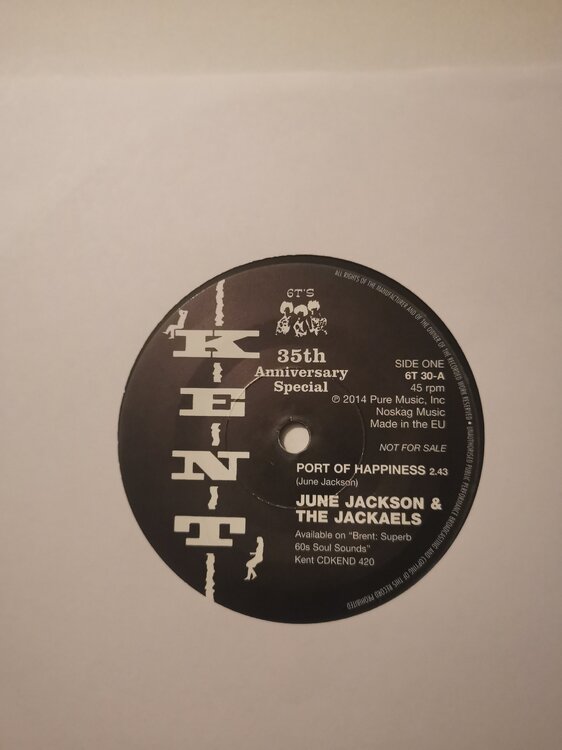 KENT
6T'S
35th
Anniversary
Special
SIDE ONE
6T 30-A
45 rpm
℗ 2014 Pure Music, Inc
Noskag Music
Made in the EU
NOT FOR SALE
PORT OF HAPPINESS 2.43
(June Jackson)
JUNE JACKSON &
THE JACKAELS
Available on "Brent: Superb
60s Soul Sounds"
Kent CDKEND 420
ALL RIGHTS OF THE MANUFACTURER AND OF THE OWNER OF THE RECORDED WORK RESERVED • UNAUTHORISED PUBLIC PERFORMANCE BROADCASTING AND COPYING OF THIS RECORD PROHIBITED